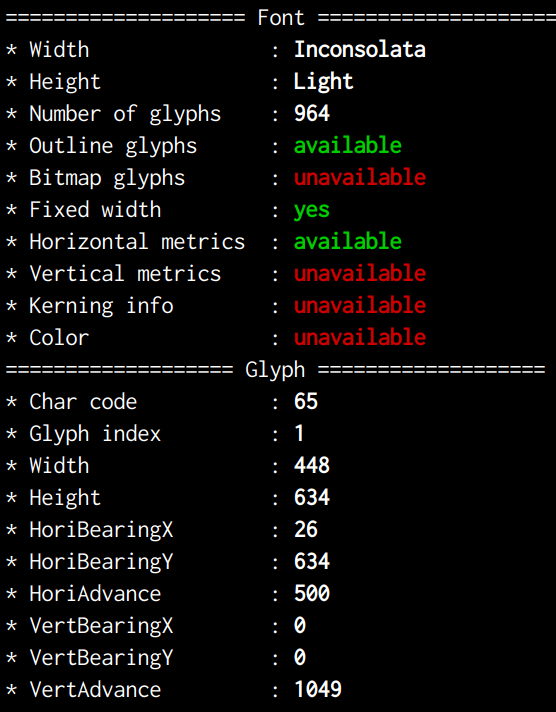 ==================== Font ====================
* Width : Inconsolata
* Height : Light
* Number of glyphs : 964
* Outline glyphs : available
* Bitmap glyphs : unavailable
* Fixed width : yes
* Horizontal metrics : available
* Vertical metrics : unavailable
* Kerning info : unavailable
* Color : unavailable
=================== Glyph ===================
* Char code : 65
* Glyph index : 1
* Width : 448
* Height : 634
* HoriBearingX : 26
* HoriBearingY : 634
* HoriAdvance : 500
* VertBearingX : 0
* VertBearingY : 0
* VertAdvance : 1049